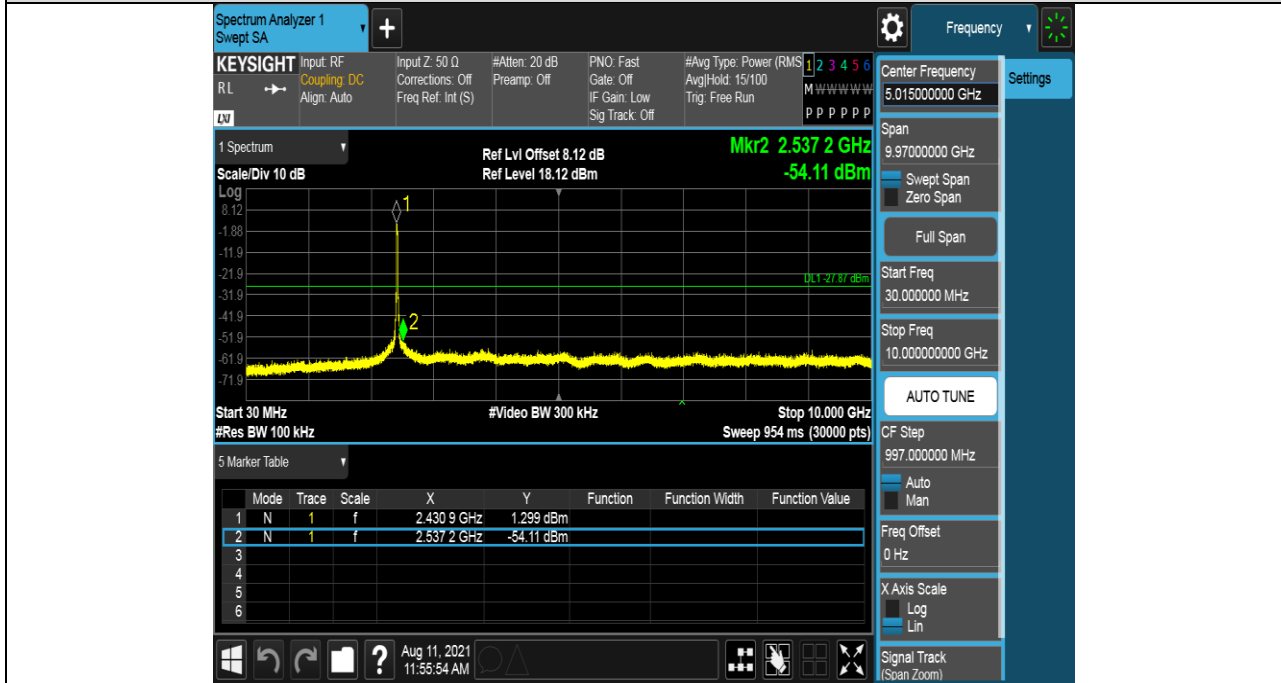 Spectrum Analyzer 1
Swept SA
+
Frequency
KEYSIGHT
RL
LXI
Input: RF
Coupling: DC
Align: Auto
Input Z: 50 Ω
Corrections: Off
Freq Ref: Int (S)
#Atten: 20 dB
Preamp: Off
PNO: Fast
Gate: Off
IF Gain: Low
Sig Track: Off
#Avg Type: Power (RMS
Avg|Hold: 15/100
Trig: Free Run
1 2 3 4 5 6
M W W W W W
P P P P P P
1 Spectrum
Scale/Div 10 dB
Ref Lvl Offset 8.12 dB
Ref Level 18.12 dBm
Mkr2 2.537 2 GHz
-54.11 dBm
Log
8.12
-1.88
-11.9
-21.9
-31.9
-41.9
-51.9
-61.9
-71.9
1
2
DL1 -27.87 dBm
Start 30 MHz
#Video BW 300 kHz
Stop 10.000 GHz
#Res BW 100 kHz
Sweep 954 ms (30000 pts)
5 Marker Table
Mode Trace Scale X Y Function Function Width Function Value
1 N 1 f 2.430 9 GHz 1.299 dBm
2 N 1 f 2.537 2 GHz -54.11 dBm
3
4
5
6
?
Aug 11, 2021
11:55:54 AM
Center Frequency
5.015000000 GHz
Settings
Span
9.97000000 GHz
Swept Span
Zero Span
Full Span
Start Freq
30.000000 MHz
Stop Freq
10.000000000 GHz
AUTO TUNE
CF Step
997.000000 MHz
Auto
Man
Freq Offset
0 Hz
X Axis Scale
Log
Lin
Signal Track
(Span Zoom)